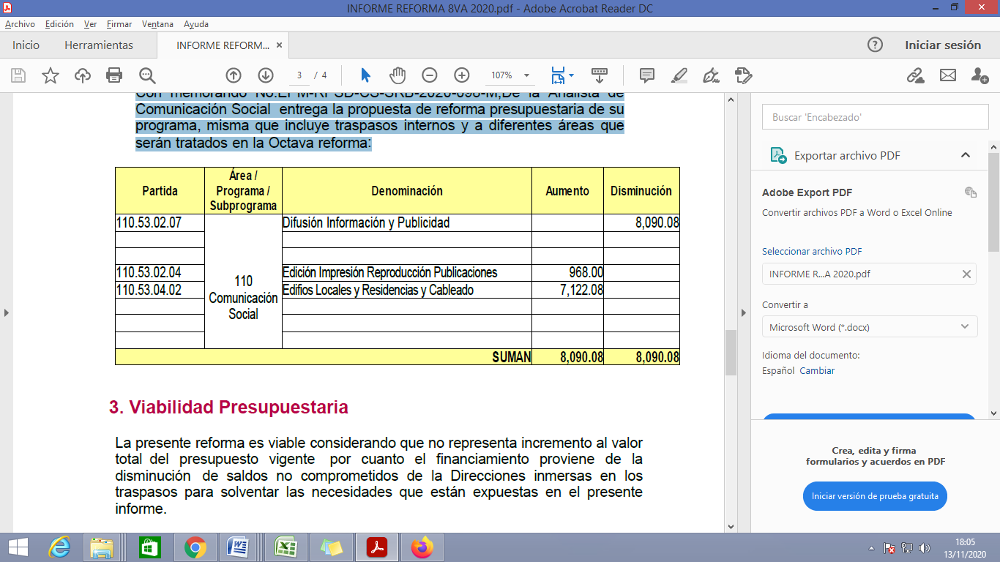 INFORME REFORMA 8VA 2020.pdf - Adobe Acrobat Reader DC
Archivo Edición Ver Firmar Ventana Ayuda
Inicio Herramientas INFORME REFORM... × Iniciar sesión
3 / 4 107%
Comunicación Social entrega la propuesta de reforma presupuestaria de su
programa, misma que incluye traspasos internos y a diferentes áreas que
serán tratados en la Octava reforma:
Partida Área / Programa / Subprograma Denominación Aumento Disminución
110.53.02.07 Difusión Información y Publicidad 8,090.08
110.53.02.04 Edición Impresión Reproducción Publicaciones 968.00
110.53.04.02 Edifios Locales y Residencias y Cableado 7,122.08
110
Comunicación
Social
SUMAN 8,090.08 8,090.08
3. Viabilidad Presupuestaria
La presente reforma es viable considerando que no representa incremento al valor
total del presupuesto vigente por cuanto el financiamiento proviene de la
disminución de saldos no comprometidos de la Direcciones inmersas en los
traspasos para solventar las necesidades que están expuestas en el presente
informe.
Buscar 'Encabezado'
Exportar archivo PDF
Adobe Export PDF
Convertir archivos PDF a Word o Excel Online
Seleccionar archivo PDF
INFORME R...A 2020.pdf
Convertir a
Microsoft Word (*.docx)
Idioma del documento:
Español Cambiar
Crea, edita y firma
formularios y acuerdos en PDF
Iniciar versión de prueba gratuita
18:05
13/11/2020